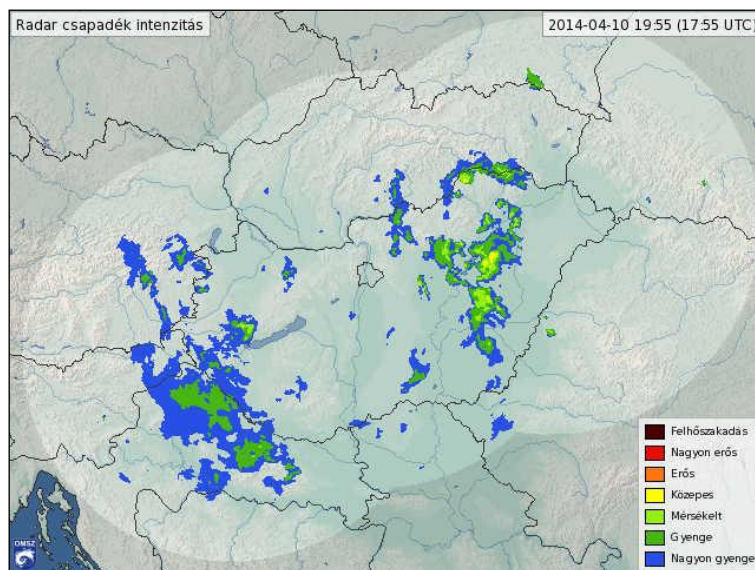 Radar csapadék intenzitás
2014-04-10 19:55 (17:55 UTC)
Felhőszakadás
Nagyon erős
Erős
Közepes
Mérsékelt
Gyenge
Nagyon gyenge
OMSZ